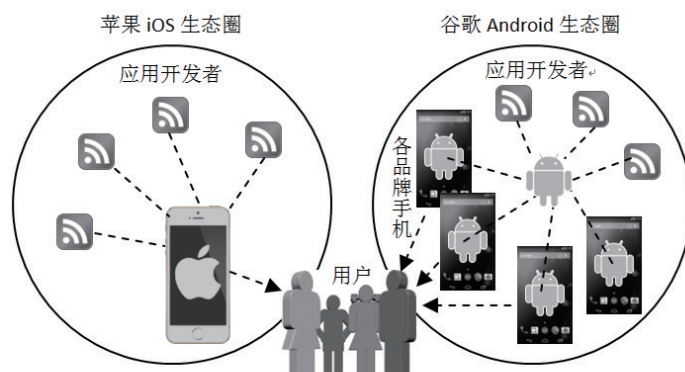 苹果 iOS 生态圈
谷歌 Android 生态圈
应用开发者
应用开发者
各品牌手机
用户